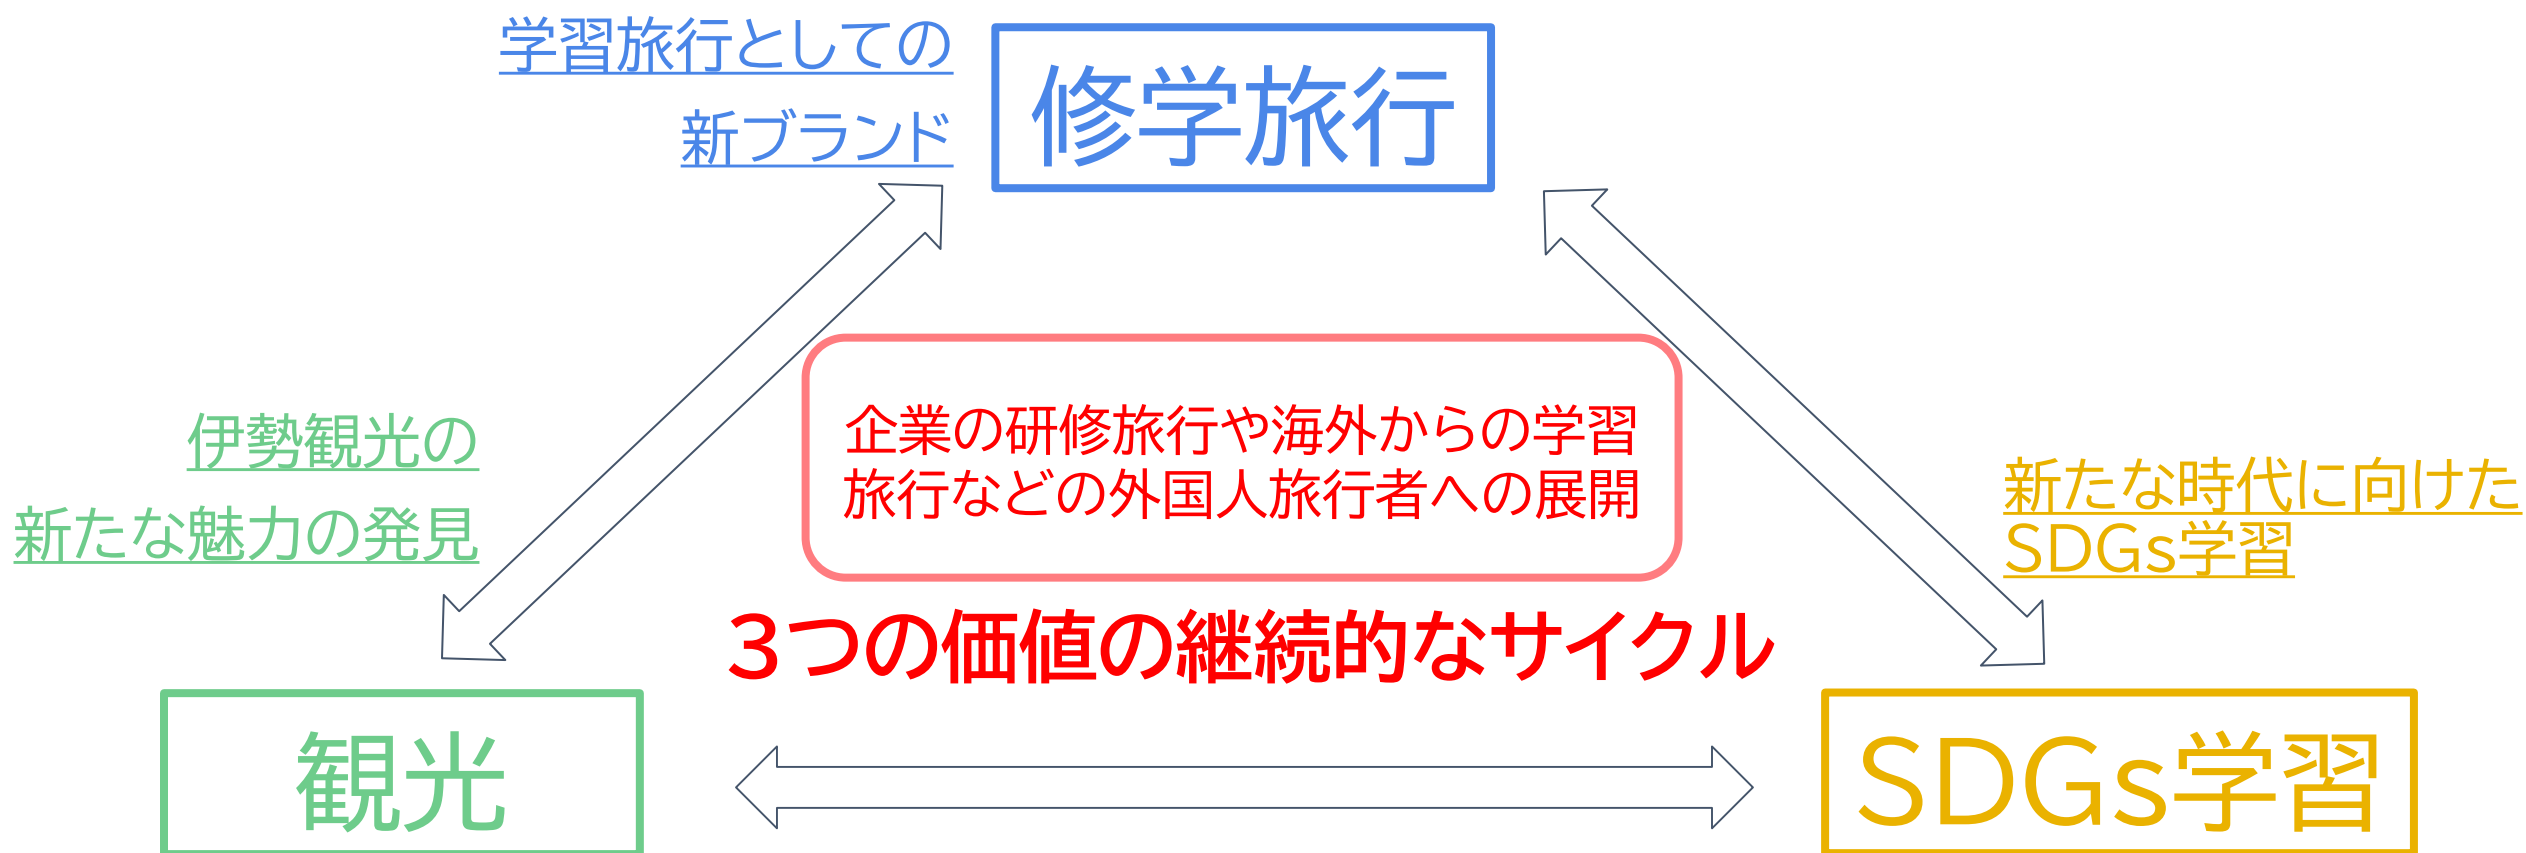 学習旅行としての
新ブランド
修学旅行
企業の研修旅行や海外からの学習
旅行などの外国人旅行者への展開
伊勢観光の
新たな魅力の発見
新たな時代に向けた
SDGs学習
３つの価値の継続的なサイクル
観光
SDGs学習